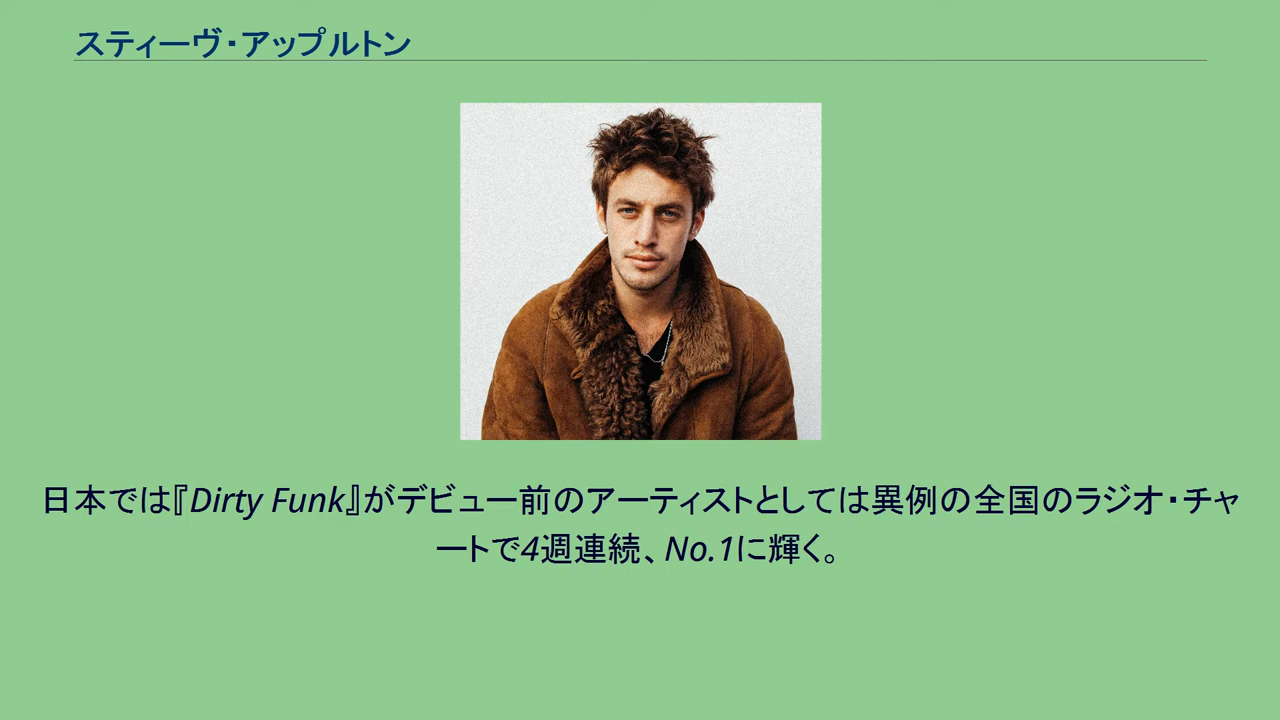 スティーヴ・アップルトン
日本では『Dirty Funk』がデビュー前のアーティストとしては異例の全国のラジオ・チャ
ートで4週連続、No.1に輝く。